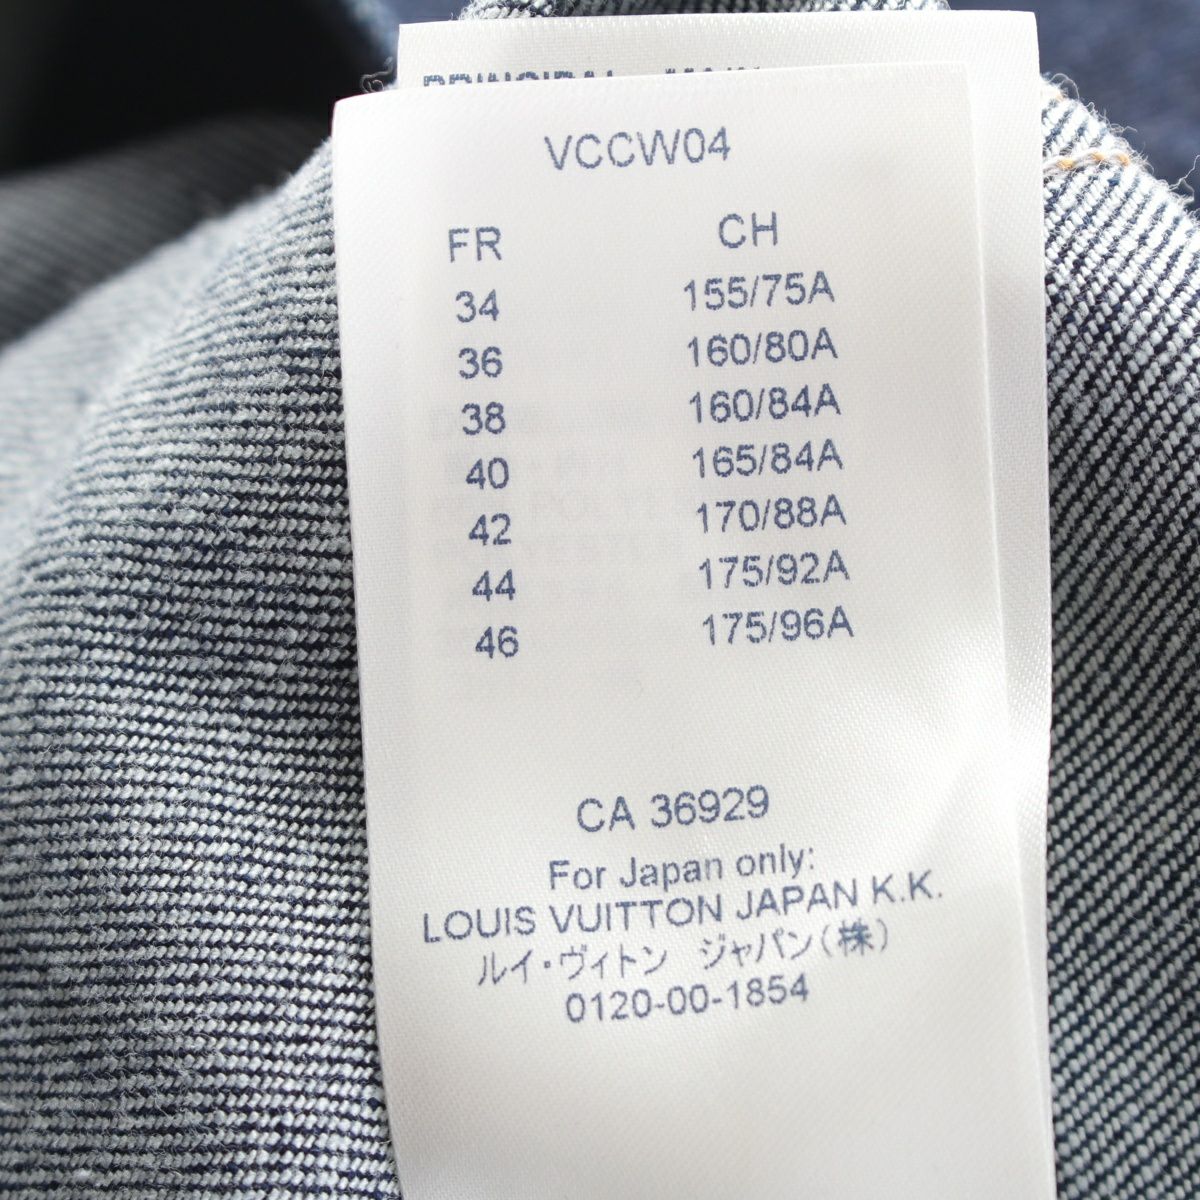 VCCW04
FR CH
34 155/75A
36 160/80A
38 160/84A
40 165/84A
42 170/88A
44 175/92A
46 175/96A
CA 36929
For Japan only:
LOUIS VUITTON JAPAN K.K.
ルイ・ヴィトン ジャパン(株)
0120-00-1854